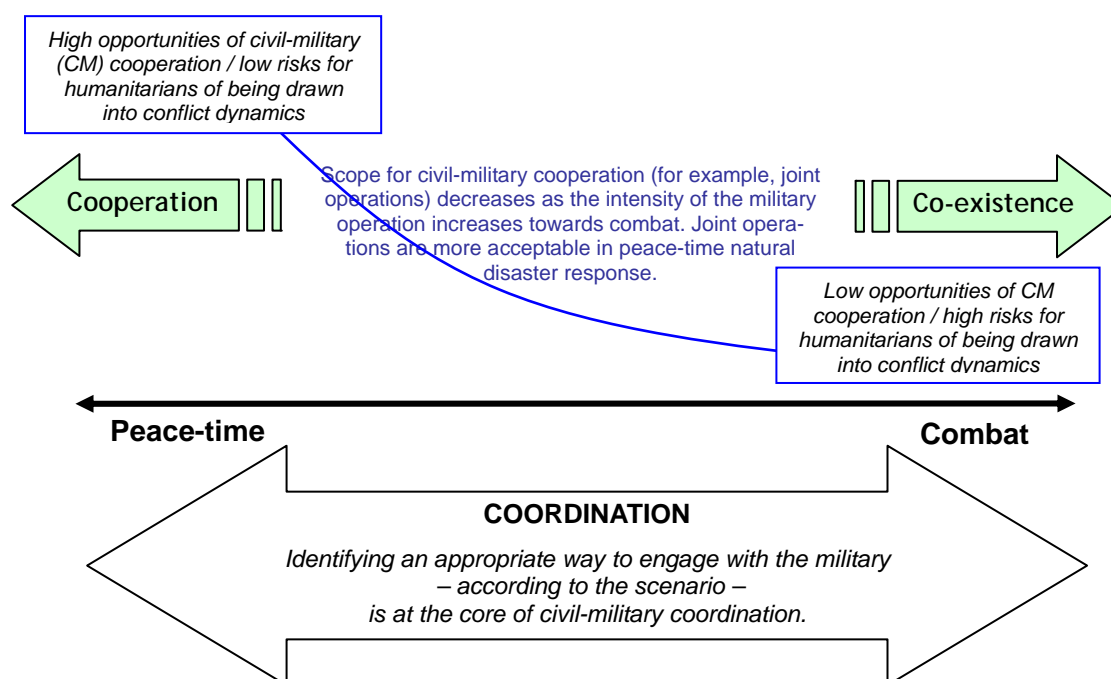 High opportunities of civil-military
(CM) cooperation / low risks for
humanitarians of being drawn
into conflict dynamics
Cooperation
Scope for civil-military cooperation (for example, joint
operations) decreases as the intensity of the military
operation increases towards combat. Joint opera-
tions are more acceptable in peace-time natural
disaster response.
Co-existence
Low opportunities of CM
cooperation / high risks for
humanitarians of being drawn
into conflict dynamics
Peace-time
Combat
COORDINATION
Identifying an appropriate way to engage with the military
– according to the scenario –
is at the core of civil-military coordination.